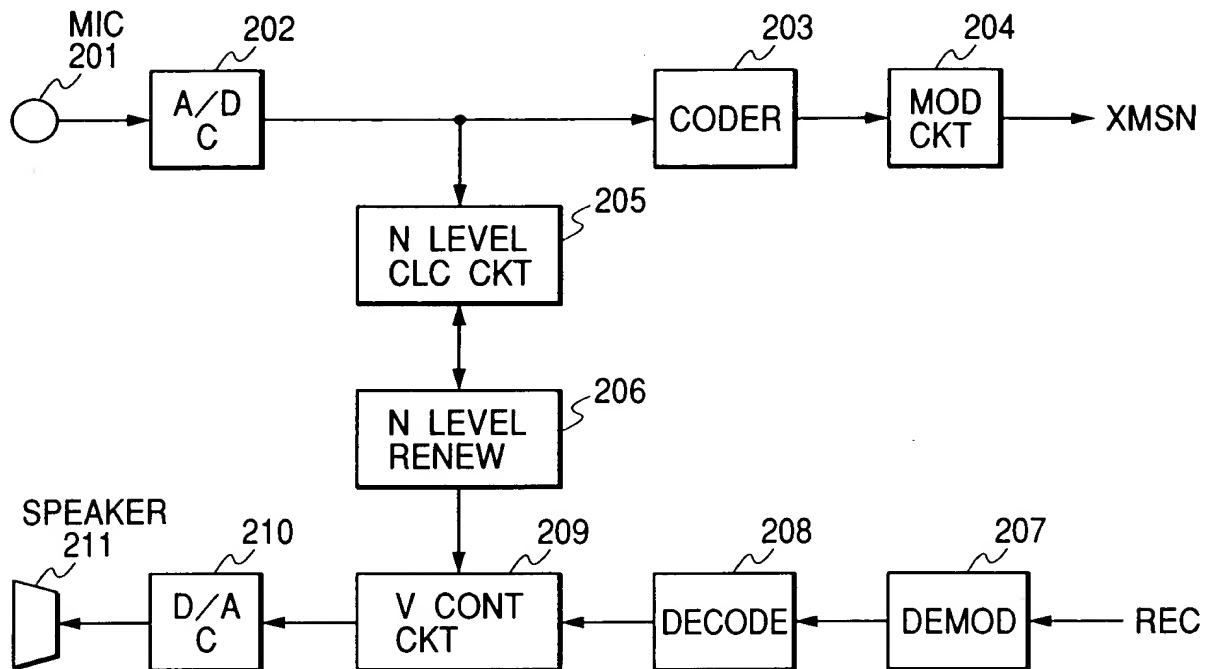 MIC
201
202
203
204
A/D
C
CODER
MOD
CKT
XMSN
205
N LEVEL
CLC CKT
206
N LEVEL
RENEW
SPEAKER
211
210
209
208
207
D/A
C
V CONT
CKT
DECODE
DEMOD
REC